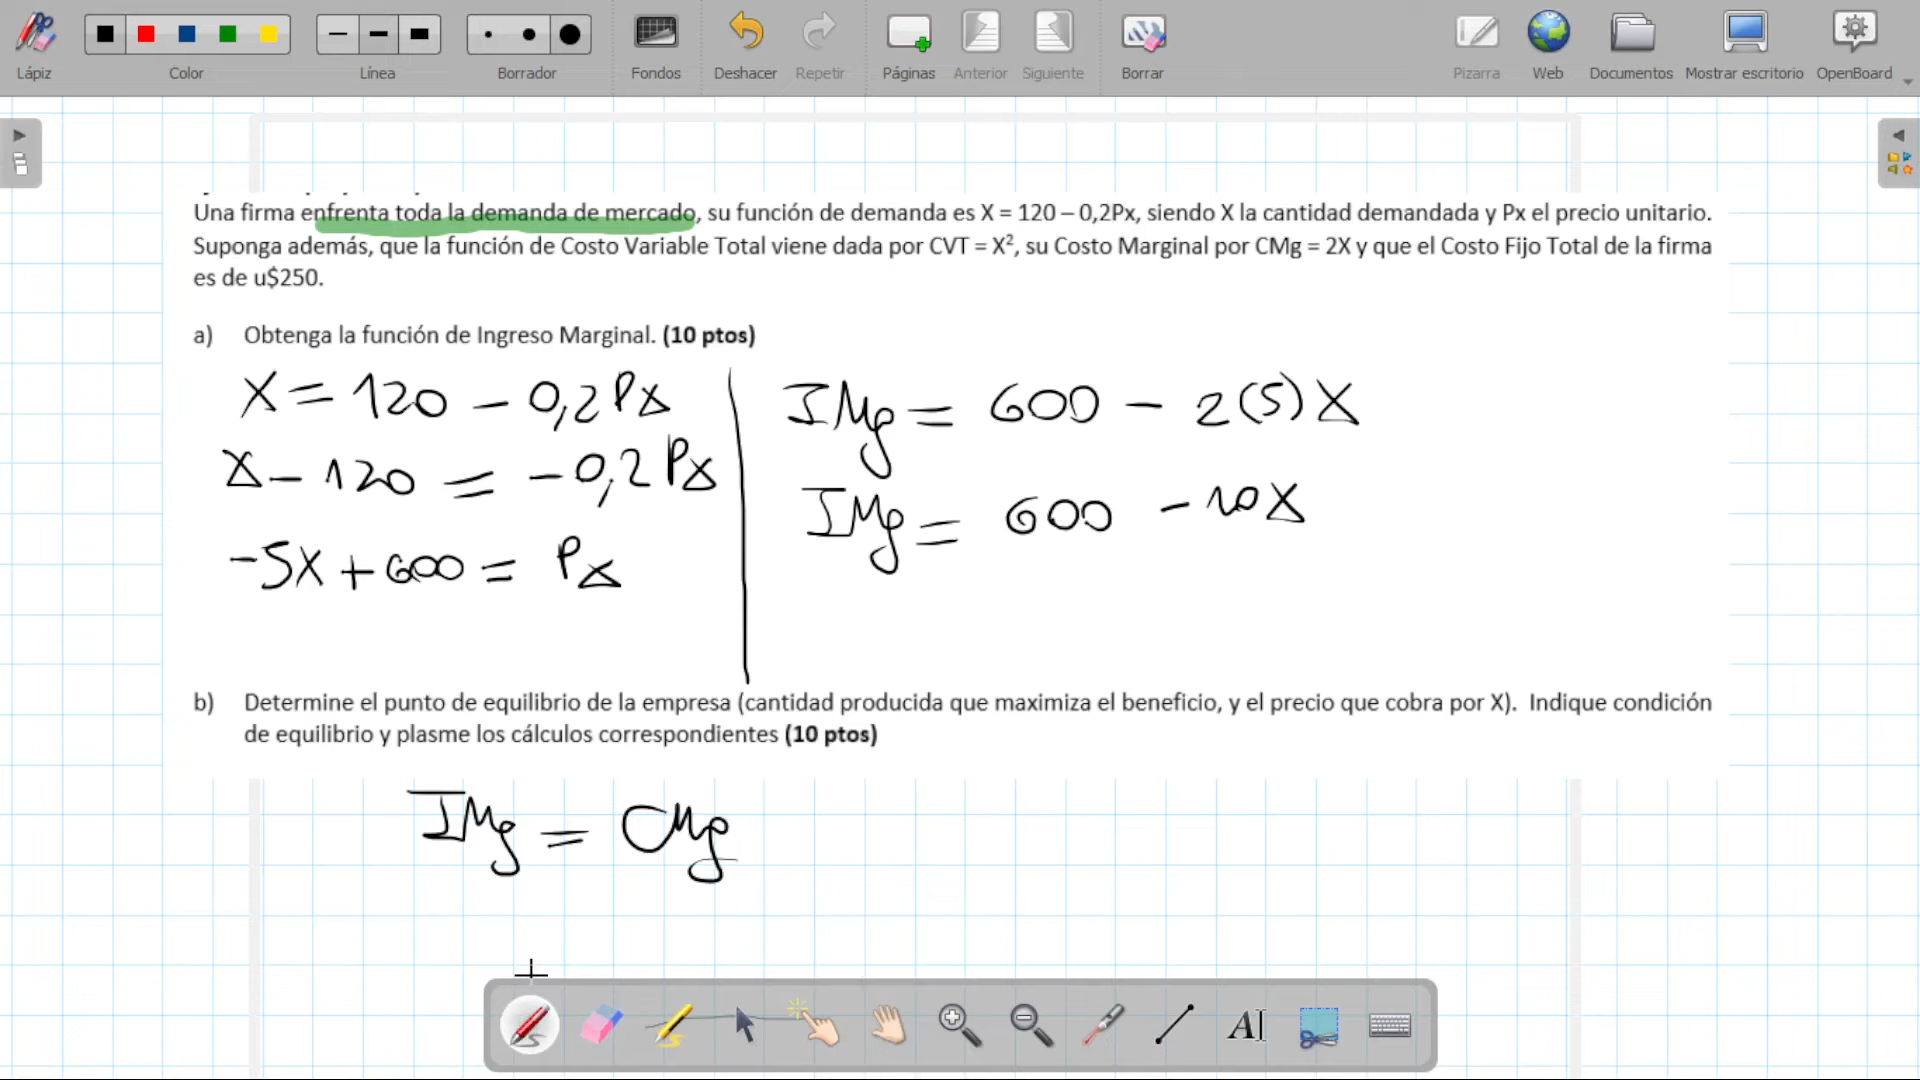 Lápiz Color Línea Borrador Fondos Deshacer Repetir Páginas Anterior Siguiente Borrar Pizarra Web Documentos Mostrar escritorio OpenBoard
Una firma enfrenta toda la demanda de mercado, su función de demanda es X = 120 – 0,2Px, siendo X la cantidad demandada y Px el precio unitario.
Suponga además, que la función de Costo Variable Total viene dada por CVT = X², su Costo Marginal por CMg = 2X y que el Costo Fijo Total de la firma
es de u$250.
a) Obtenga la función de Ingreso Marginal. (10 ptos)
X = 120 - 0,2 Px
X - 120 = - 0,2 Px
-5X + 600 = Px
IMg = 600 - 2(5)X
IMg = 600 - 10X
b) Determine el punto de equilibrio de la empresa (cantidad producida que maximiza el beneficio, y el precio que cobra por X). Indique condición
de equilibrio y plasme los cálculos correspondientes (10 ptos)
IMg = CMg